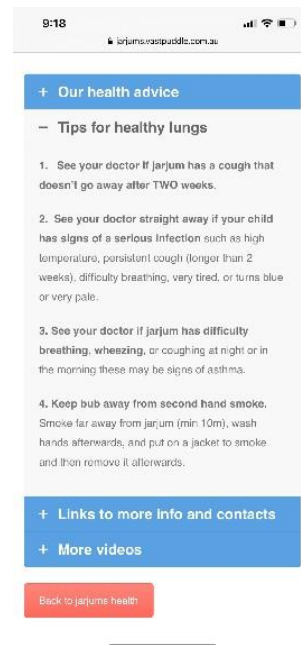 9:18
jarjums.vastpuddle.com.au
+ Our health advice
– Tips for healthy lungs
1. See your doctor if jarjum has a cough that
doesn't go away after TWO weeks.
2. See your doctor straight away if your child
has signs of a serious infection such as high
temperature, persistent cough (longer than 2
weeks), difficulty breathing, very tired, or turns blue
or very pale.
3. See your doctor if jarjum has difficulty
breathing, wheezing, or coughing at night or in
the morning these may be signs of asthma.
4. Keep bub away from second hand smoke.
Smoke far away from jarjum (min 10m), wash
hands afterwards, and put on a jacket to smoke
and then remove it afterwards.
+ Links to more info and contacts
+ More videos
Back to jarjums health